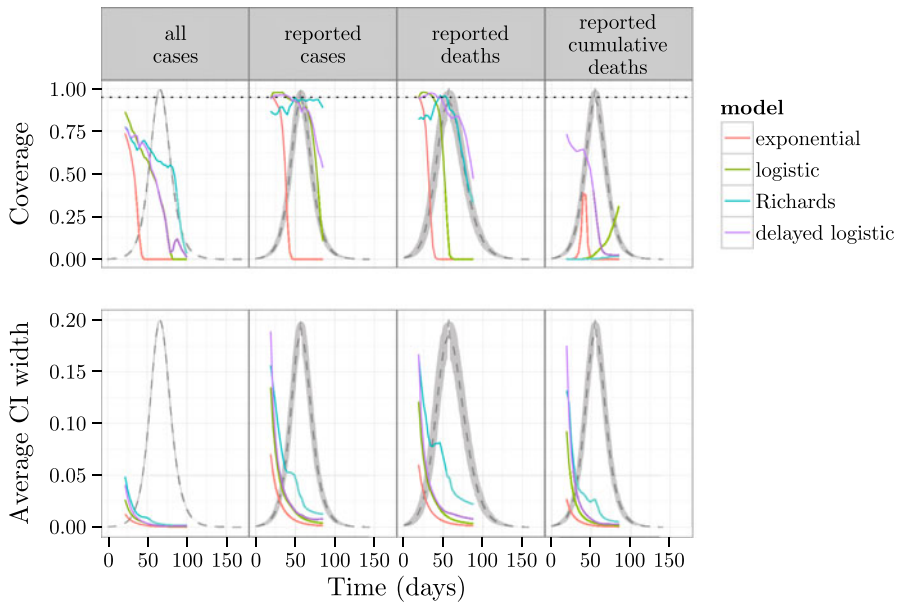 all
cases
reported
cases
reported
deaths
reported
cumulative
deaths
Coverage
1.00
0.75
0.50
0.25
0.00
model
exponential
logistic
Richards
delayed logistic
Average CI width
0.20
0.15
0.10
0.05
0.00
0 50 100 150 0 50 100 150 0 50 100 150 0 50 100 150
Time (days)